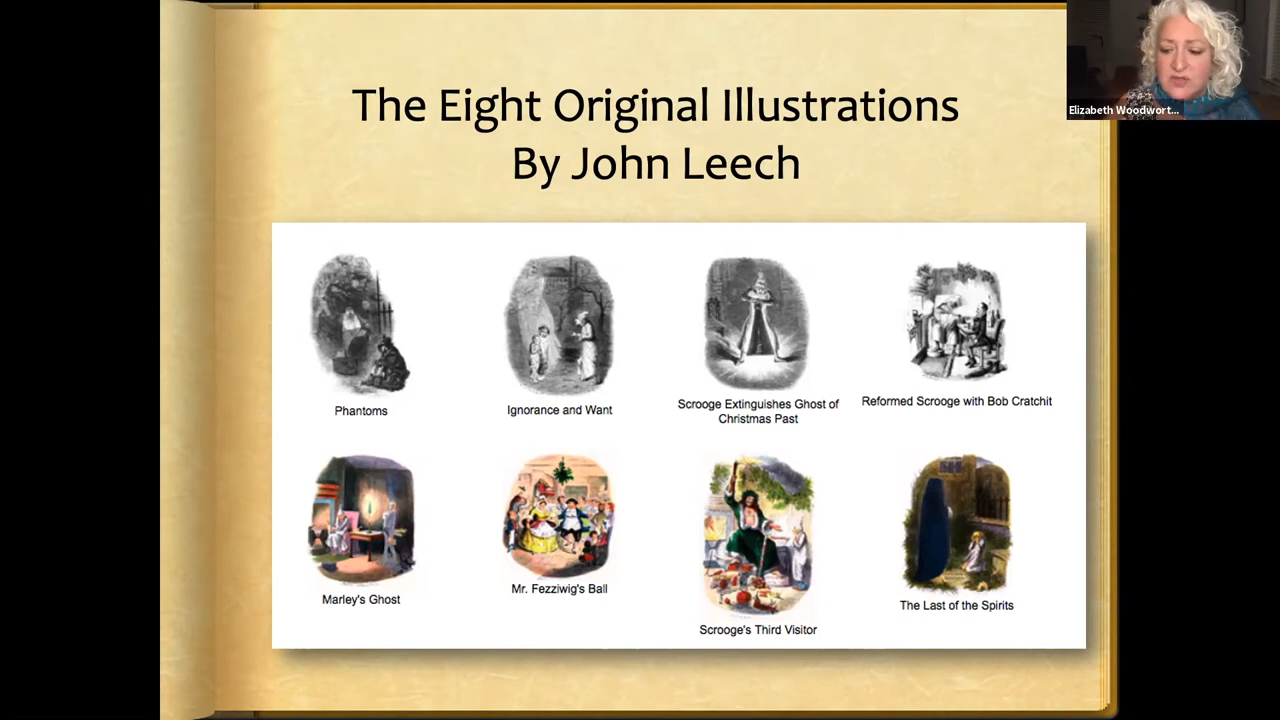 The Eight Original Illustrations
By John Leech
Elizabeth Woodwort...
Phantoms
Ignorance and Want
Scrooge Extinguishes Ghost of
Christmas Past
Reformed Scrooge with Bob Cratchit
Marley's Ghost
Mr. Fezziwig's Ball
Scrooge's Third Visitor
The Last of the Spirits